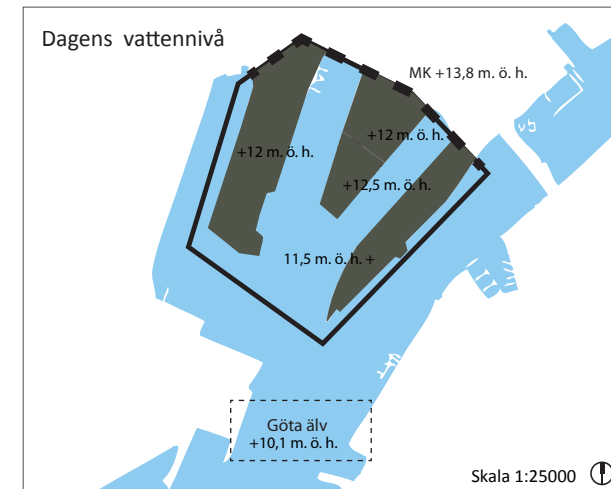 Dagens vattennivå
MK +13,8 m. ö. h.
+12 m. ö. h.
+12 m. ö. h.
+12,5 m. ö. h.
11,5 m. ö. h. +
Göta älv
+10,1 m. ö. h.
Skala 1:25000